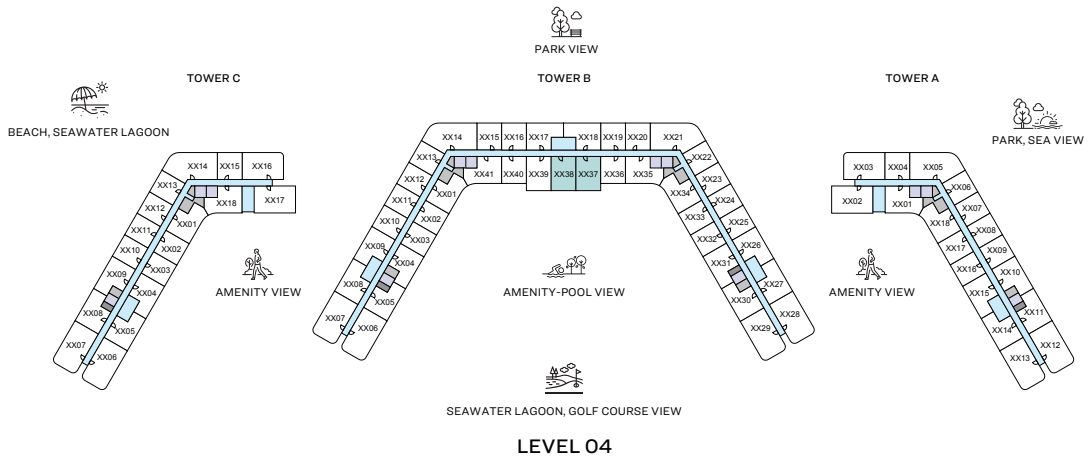 PARK VIEW
TOWER C
TOWER B
TOWER A
BEACH, SEAWATER LAGOON
PARK, SEA VIEW
XX14 XX15 XX16
XX13
XX12
XX11
XX10
XX09
XX08
XX07
XX06
XX05
XX04
XX03
XX02
XX01
XX18
XX17
XX14 XX15 XX16 XX17 XX18 XX19 XX20 XX21
XX13
XX12
XX11
XX10
XX09
XX08
XX07
XX06
XX05
XX04
XX03
XX02
XX01
XX41 XX40 XX39 XX38 XX37 XX36 XX35
XX22
XX23
XX24
XX25
XX26
XX27
XX28
XX29
XX30
XX31
XX32
XX33
XX34
XX03 XX04 XX05
XX02 XX01
XX06
XX07
XX08
XX09
XX10
XX11
XX12
XX13
XX14
XX15
XX16
XX17
XX18
AMENITY VIEW
AMENITY-POOL VIEW
AMENITY VIEW
SEAWATER LAGOON, GOLF COURSE VIEW
LEVEL 04